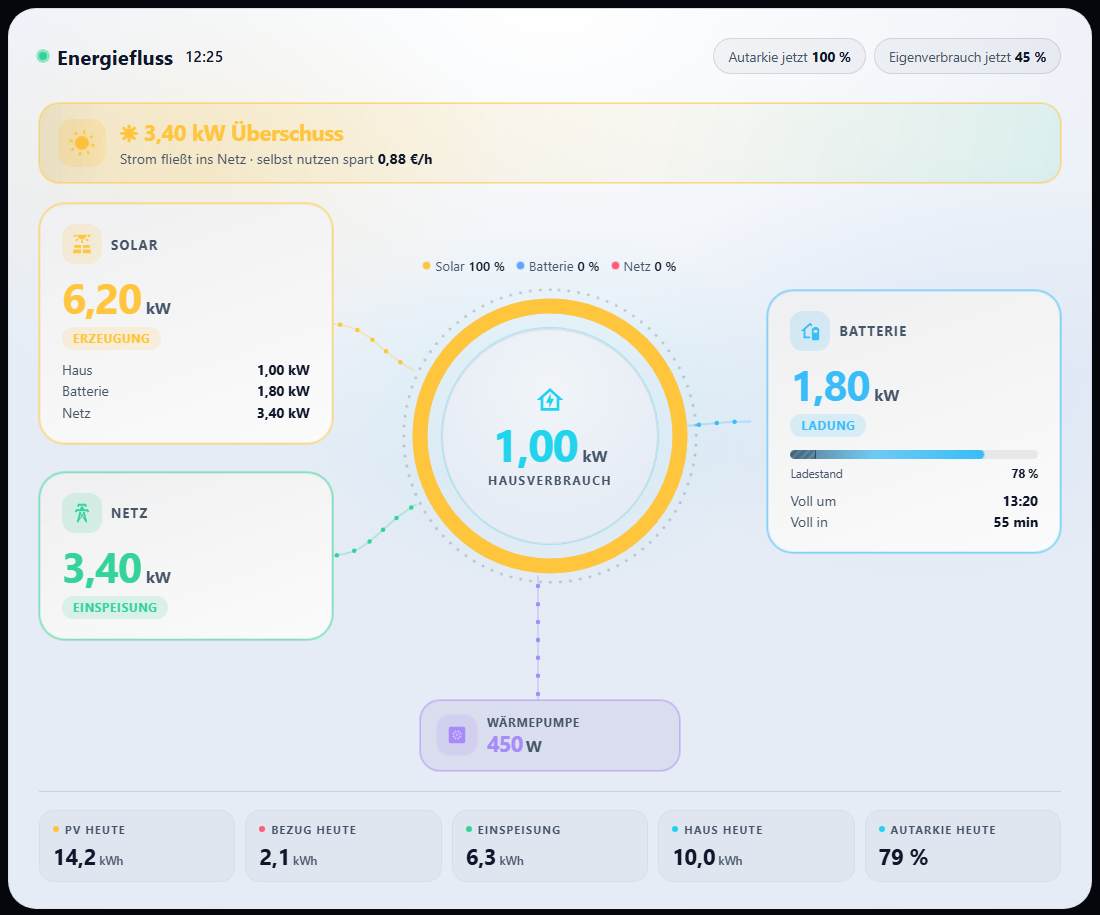 Energiefluss 12:25
Autarkie jetzt 100 %
Eigenverbrauch jetzt 45 %
3,40 kW Überschuss
Strom fließt ins Netz · selbst nutzen spart 0,88 €/h
SOLAR
6,20 kW
ERZEUGUNG
Haus 1,00 kW
Batterie 1,80 kW
Netz 3,40 kW
NETZ
3,40 kW
EINSPEISUNG
Solar 100 % Batterie 0 % Netz 0 %
1,00 kW
HAUSVERBRAUCH
BATTERIE
1,80 kW
LADUNG
Ladestand 78 %
Voll um 13:20
Voll in 55 min
WÄRMEPUMPE
450 W
PV HEUTE
14,2 kWh
BEZUG HEUTE
2,1 kWh
EINSPEISUNG
6,3 kWh
HAUS HEUTE
10,0 kWh
AUTARKIE HEUTE
79 %